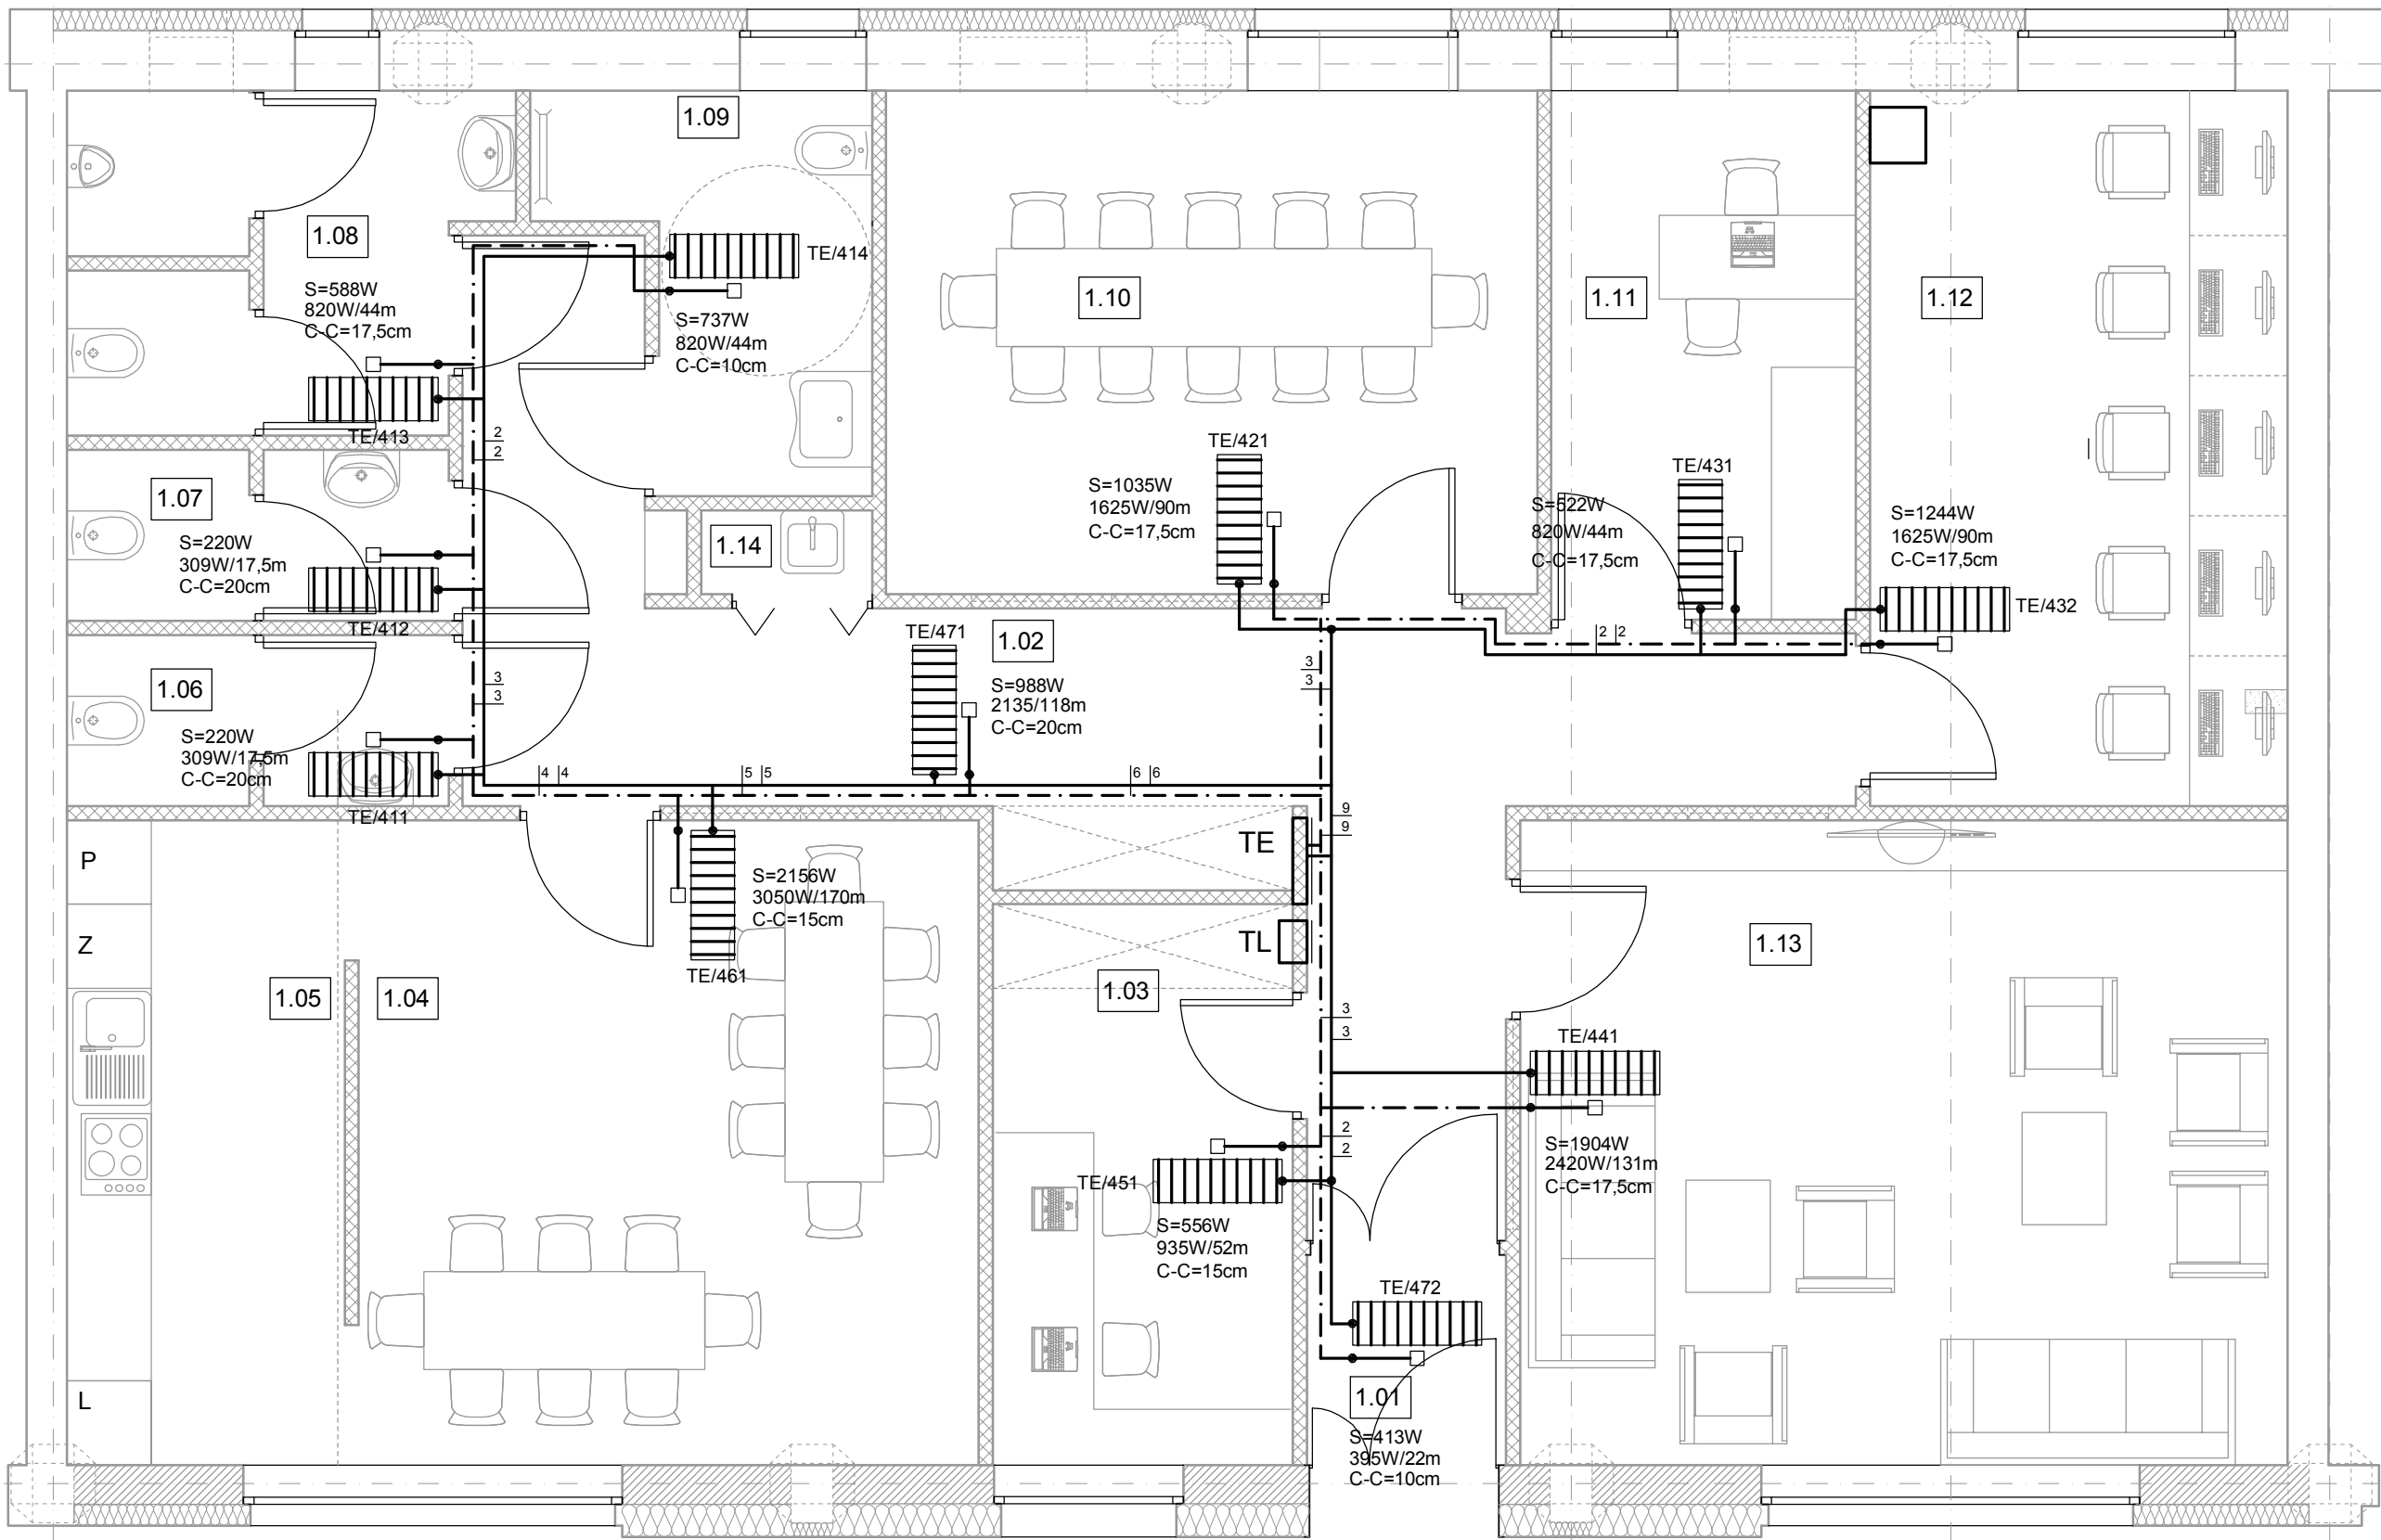 1.09
1.08
TE/414
S=588W
820W/44m
C-C=17,5cm
S=737W
820W/44m
C-C=10cm
1.10
1.11
1.12
TE/413
2
2
TE/421
S=1035W
1625W/90m
C-C=17,5cm
TE/431
S=522W
820W/44m
C-C=17,5cm
S=1244W
1625W/90m
C-C=17,5cm
TE/432
1.07
S=220W
309W/17,5m
C-C=20cm
TE/412
1.14
TE/471
1.02
S=988W
2135/118m
C-C=20cm
2 2
3
3
1.06
S=220W
309W/17,5m
C-C=20cm
TE/411
3
3
4 4
5 5
6 6
9
9
P
Z
L
TE
TL
S=2156W
3050W/170m
C-C=15cm
TE/461
1.05
1.04
1.03
1.13
3
3
TE/441
S=1904W
2420W/131m
C-C=17,5cm
2
2
TE/451
S=556W
935W/52m
C-C=15cm
TE/472
1.01
S=413W
395W/22m
C-C=10cm